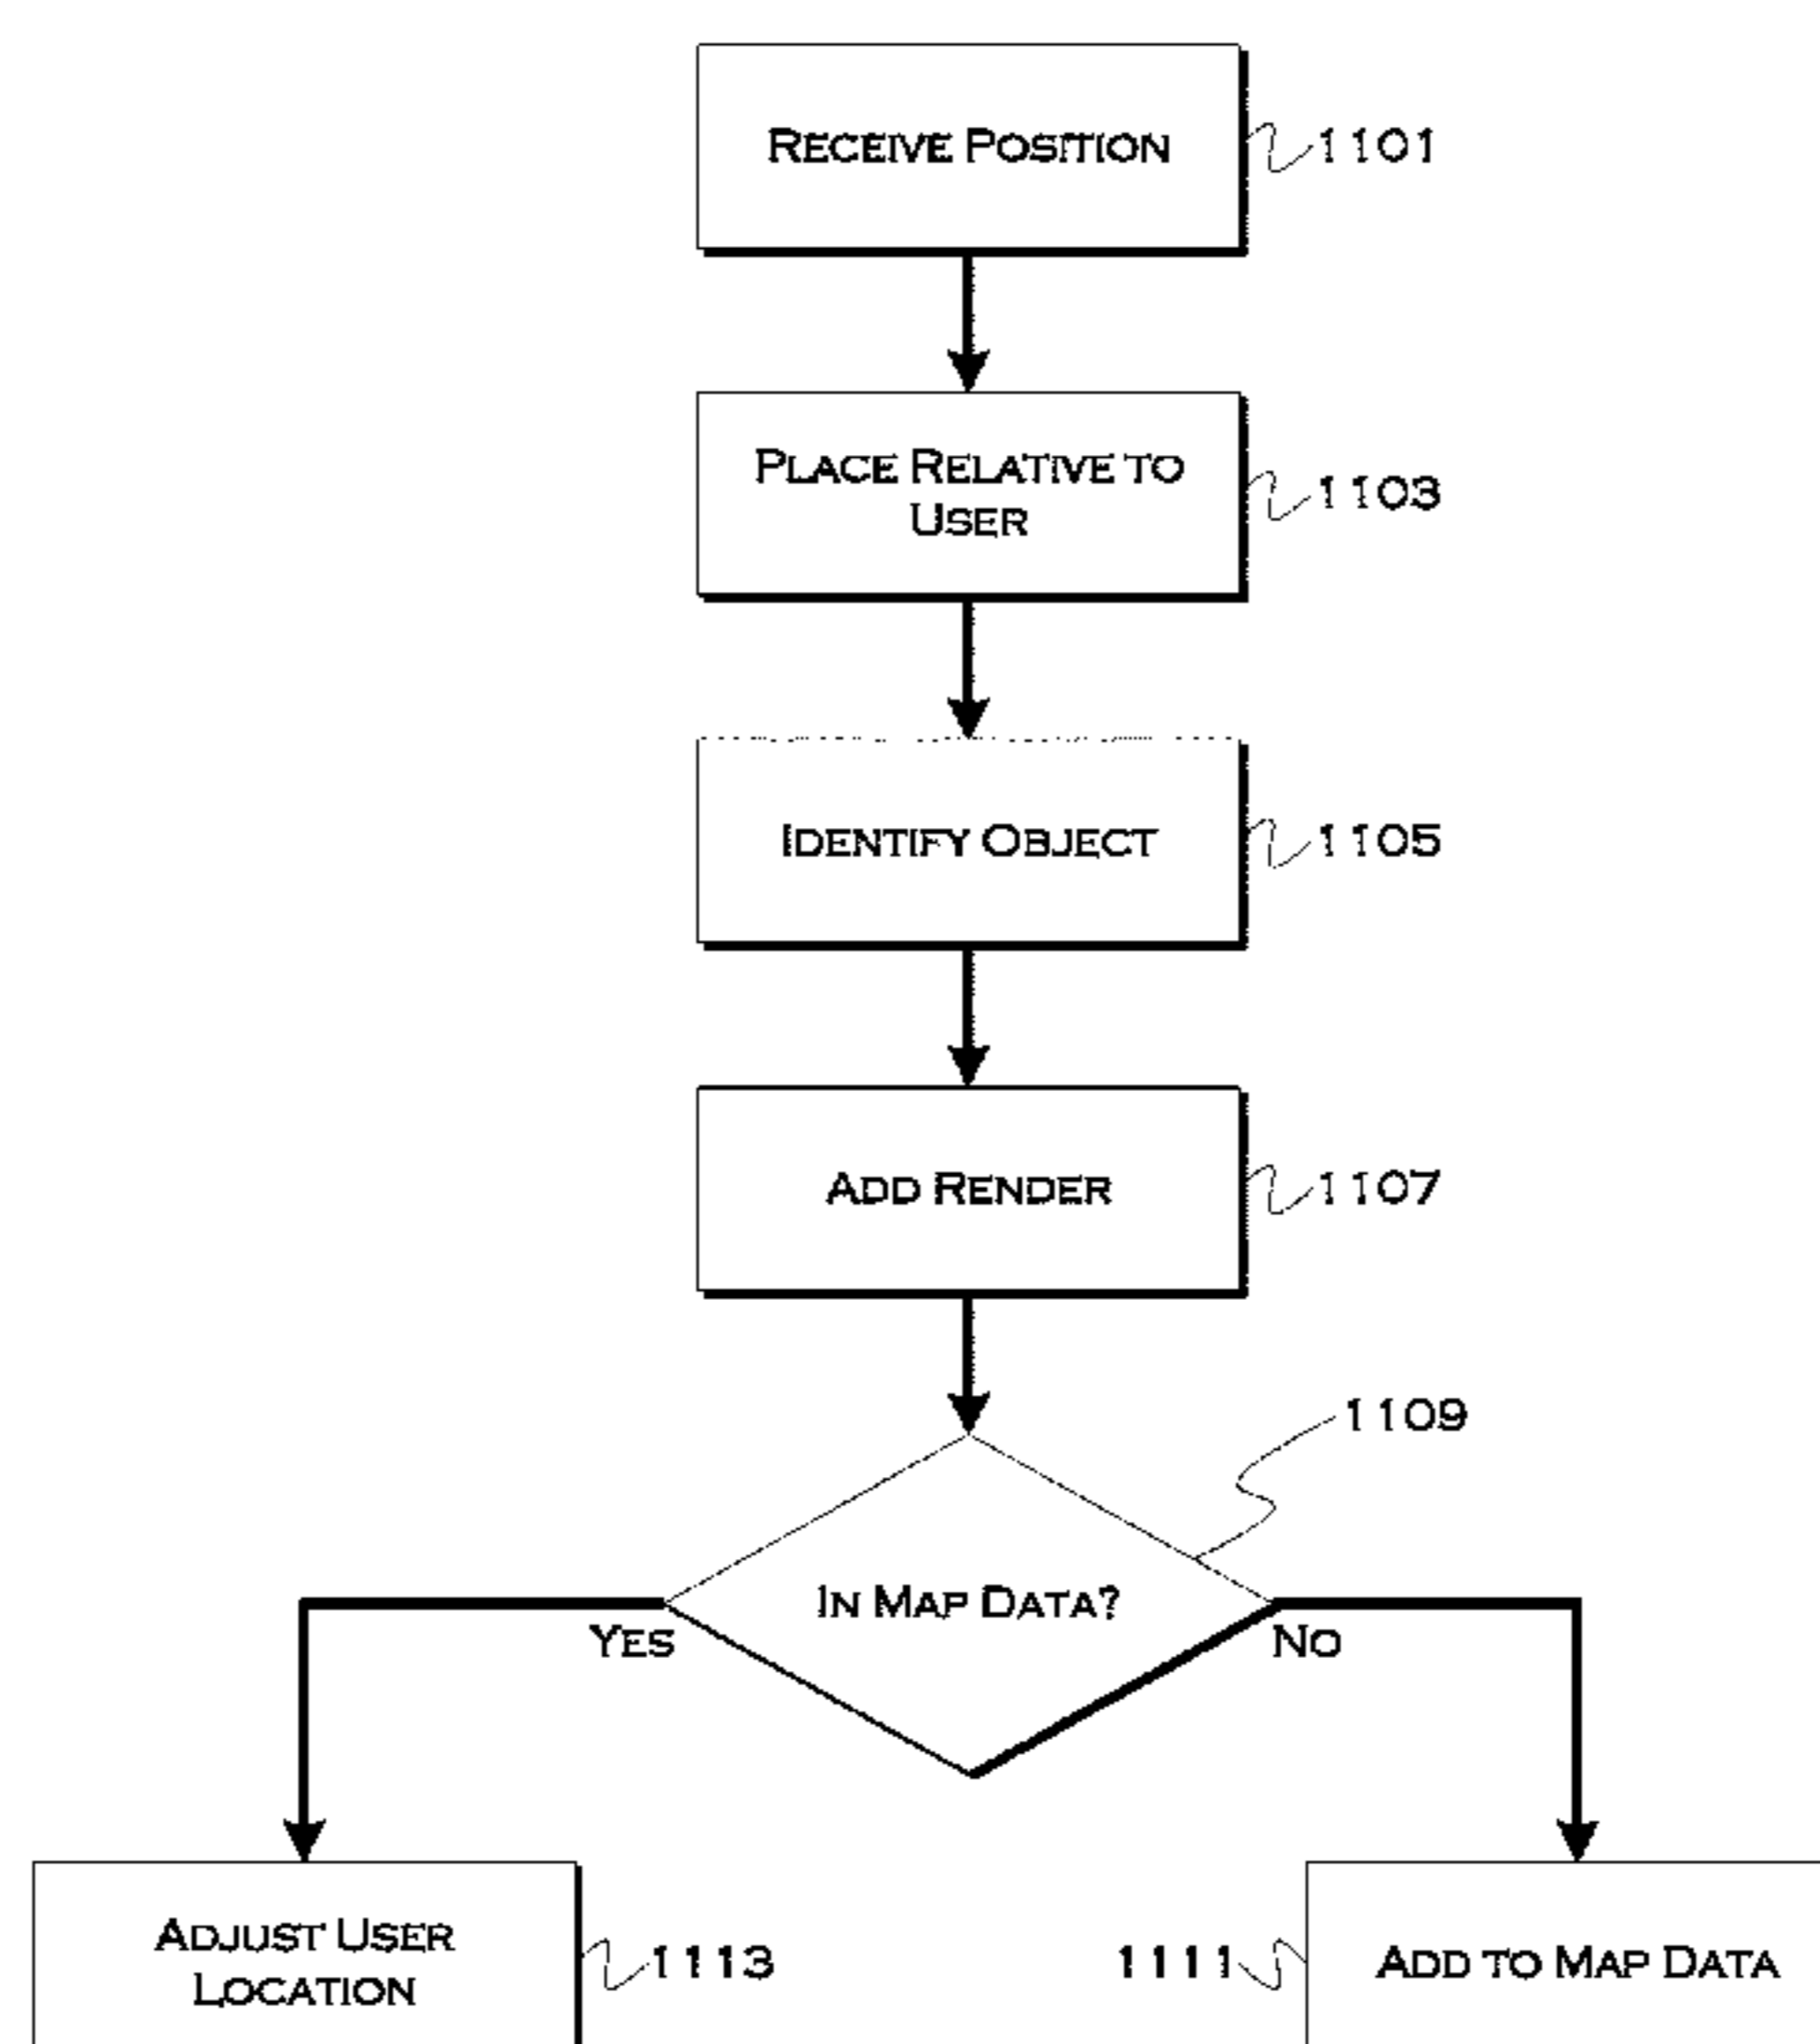 RECEIVE POSITION
1101
PLACE RELATIVE TO
USER
1103
IDENTIFY OBJECT
1105
ADD RENDER
1107
1109
IN MAP DATA?
YES
NO
ADJUST USER
LOCATION
1113
1111
ADD TO MAP DATA